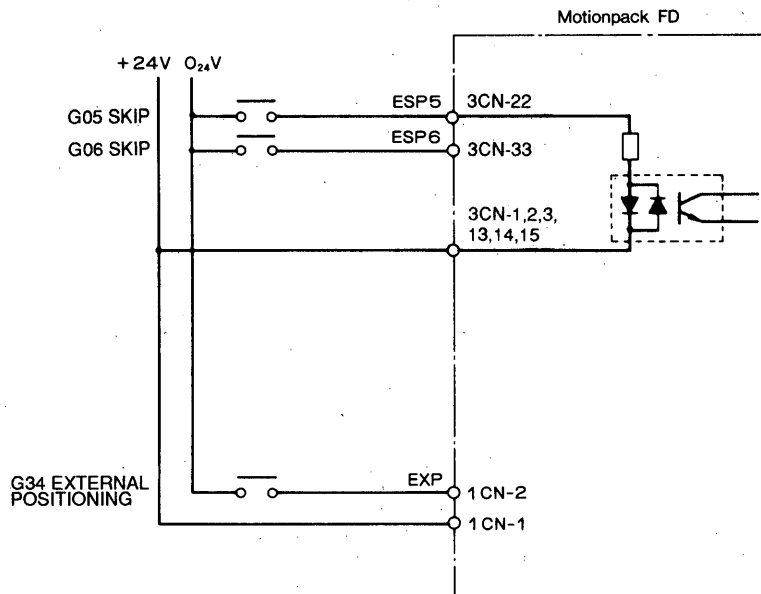 Motionpack FD
+24V O₂₄V
G05 SKIP
ESP5
3CN-22
G06 SKIP
ESP6
3CN-33
3CN-1,2,3,
13,14,15
G34 EXTERNAL
POSITIONING
EXP
1CN-2
1CN-1